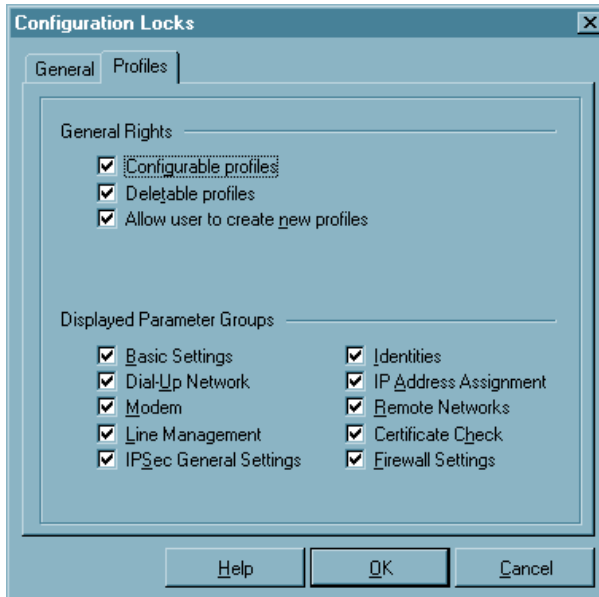 Configuration Locks
General
Profiles
General Rights
Configurable profiles
Deletable profiles
Allow user to create new profiles
Displayed Parameter Groups
Basic Settings
Dial-Up Network
Modem
Line Management
IPSec General Settings
Identities
IP Address Assignment
Remote Networks
Certificate Check
Firewall Settings
Help
OK
Cancel